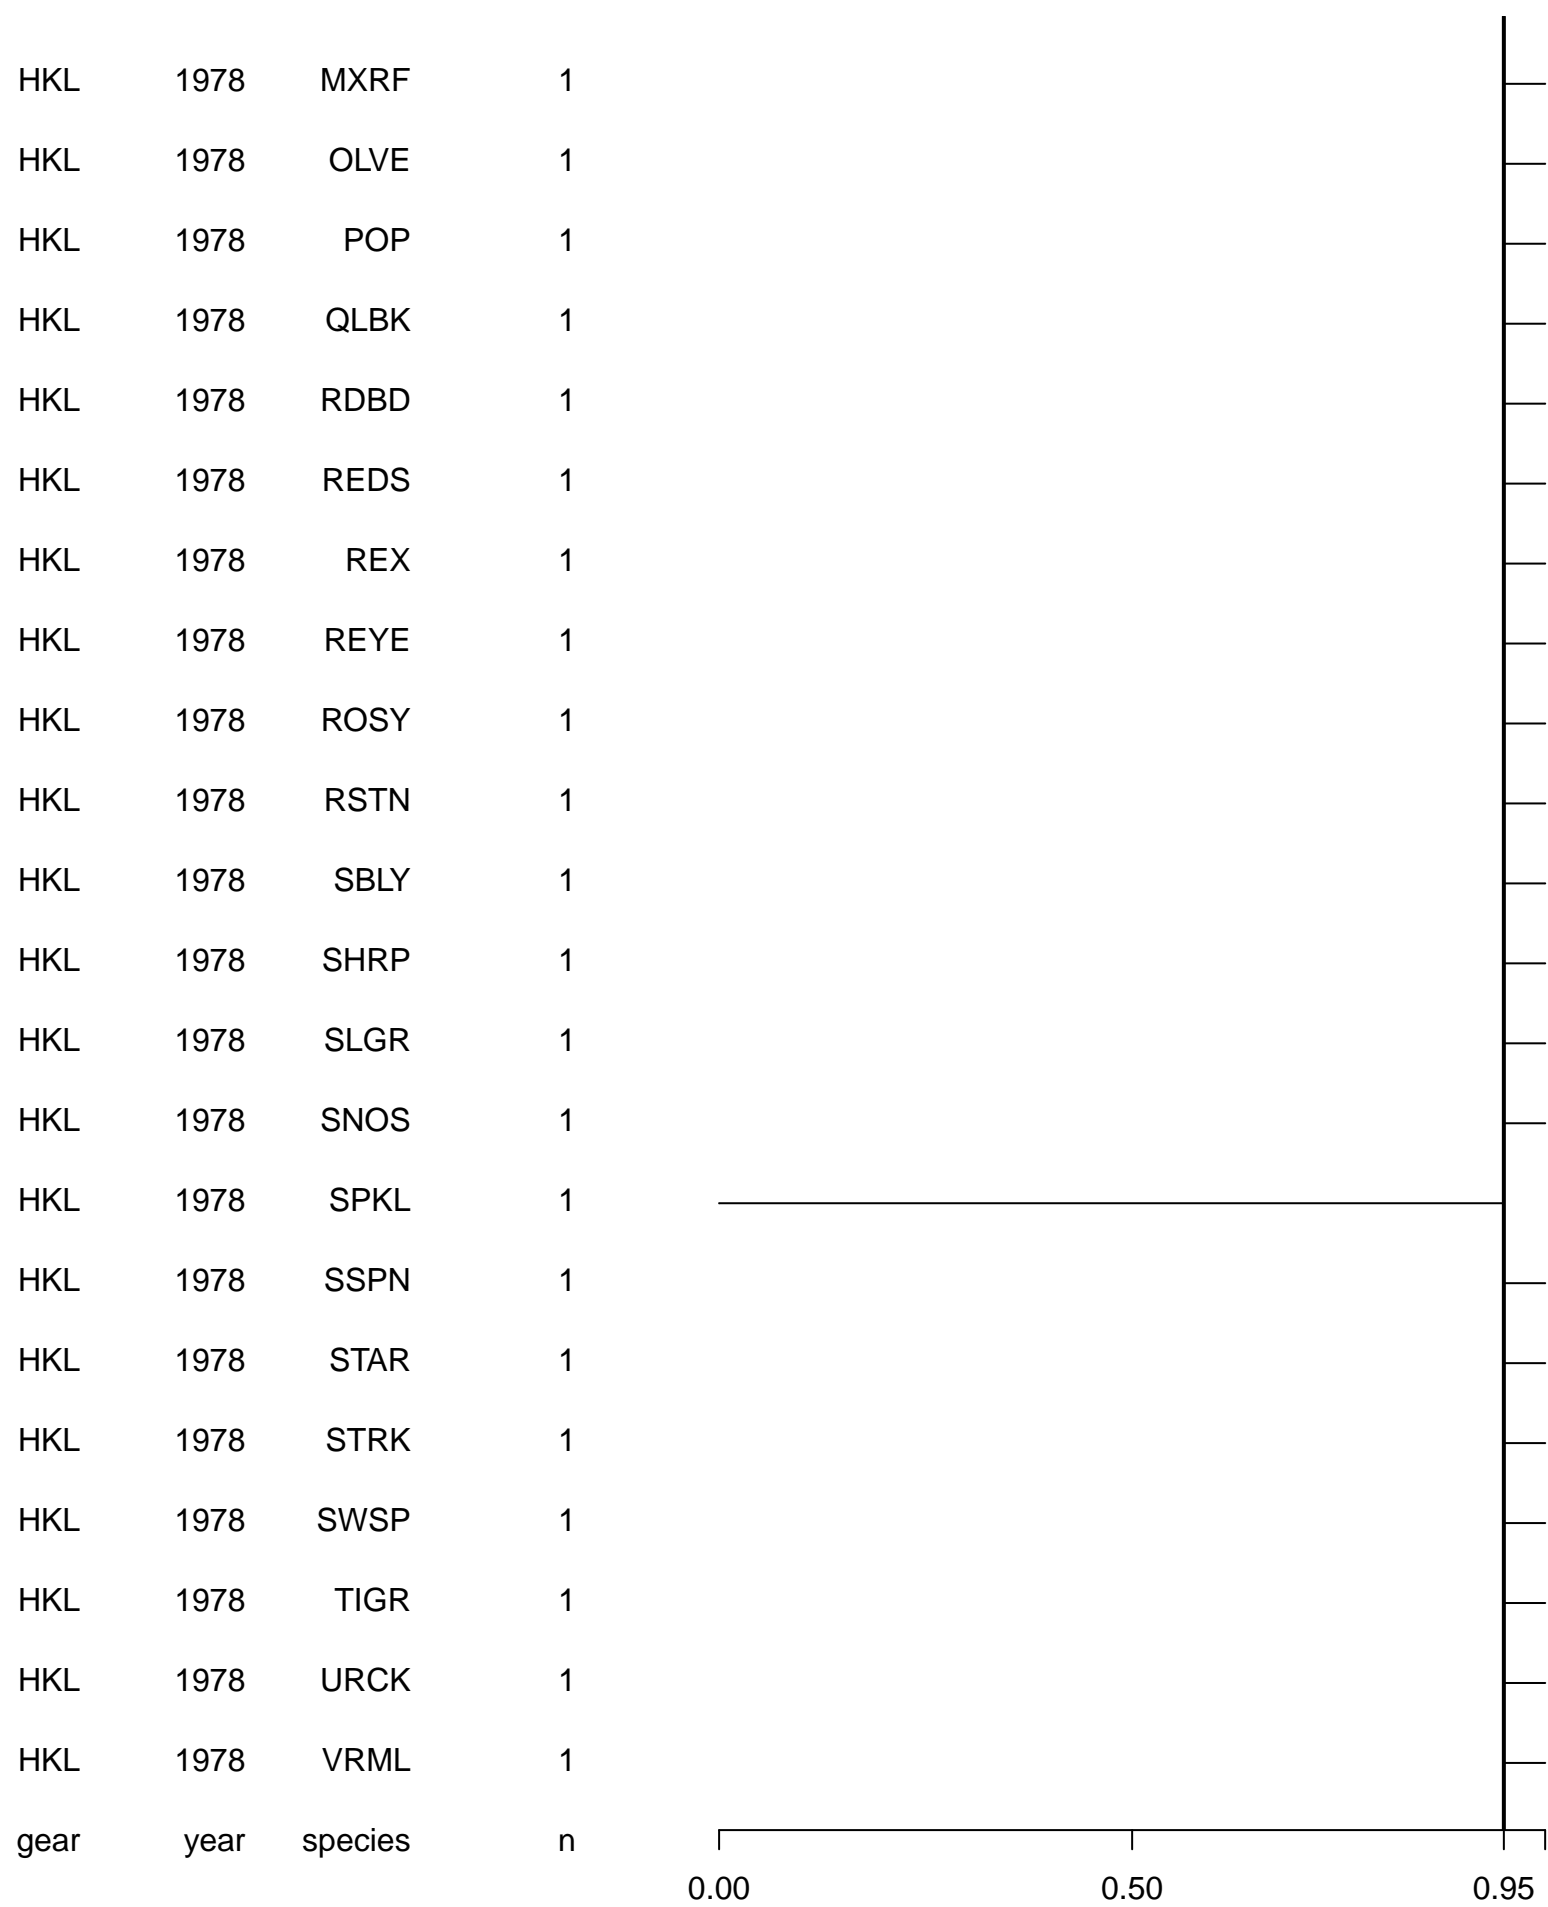 HKL 1978 MXRF 1
HKL 1978 OLVE 1
HKL 1978 POP 1
HKL 1978 QLBK 1
HKL 1978 RDBD 1
HKL 1978 REDS 1
HKL 1978 REX 1
HKL 1978 REYE 1
HKL 1978 ROSY 1
HKL 1978 RSTN 1
HKL 1978 SBLY 1
HKL 1978 SHRP 1
HKL 1978 SLGR 1
HKL 1978 SNOS 1
HKL 1978 SPKL 1
HKL 1978 SSPN 1
HKL 1978 STAR 1
HKL 1978 STRK 1
HKL 1978 SWSP 1
HKL 1978 TIGR 1
HKL 1978 URCK 1
HKL 1978 VRML 1
gear year species n
0.00 0.50 0.95